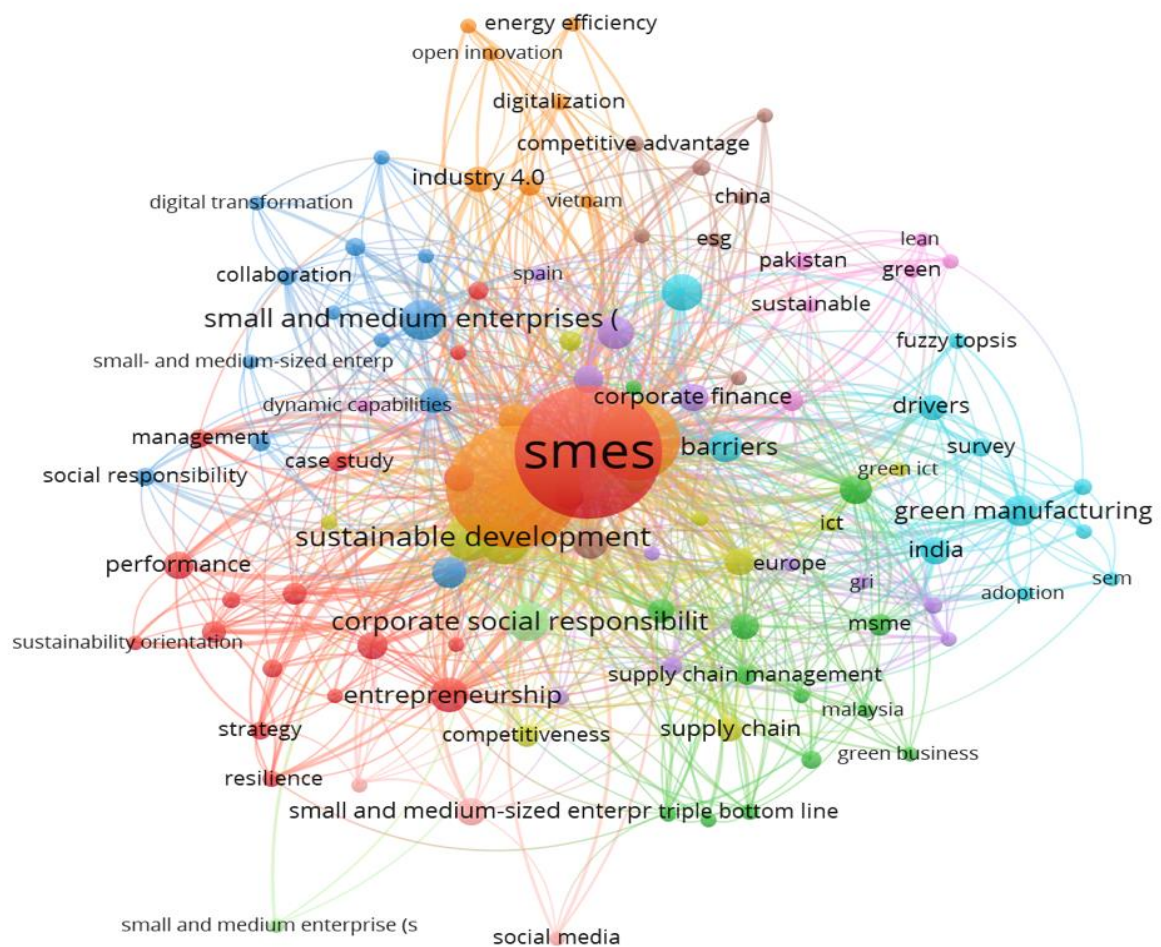 energy efficiency
open innovation
digitalization
competitive advantage
industry 4.0
vietnam
china
digital transformation
esg
lean
pakistan
green
collaboration
spain
sustainable
small and medium enterprises (
fuzzy topsis
small- and medium-sized enterp
corporate finance
dynamic capabilities
drivers
management
smes
barriers
survey
case study
green ict
social responsibility
green manufacturing
ict
sustainable development
india
performance
europe
gri
sem
adoption
corporate social responsibilit
msme
sustainability orientation
supply chain management
entrepreneurship
malaysia
strategy
competitiveness
supply chain
green business
resilience
small and medium-sized enterpr
triple bottom line
small and medium enterprise (s
social media